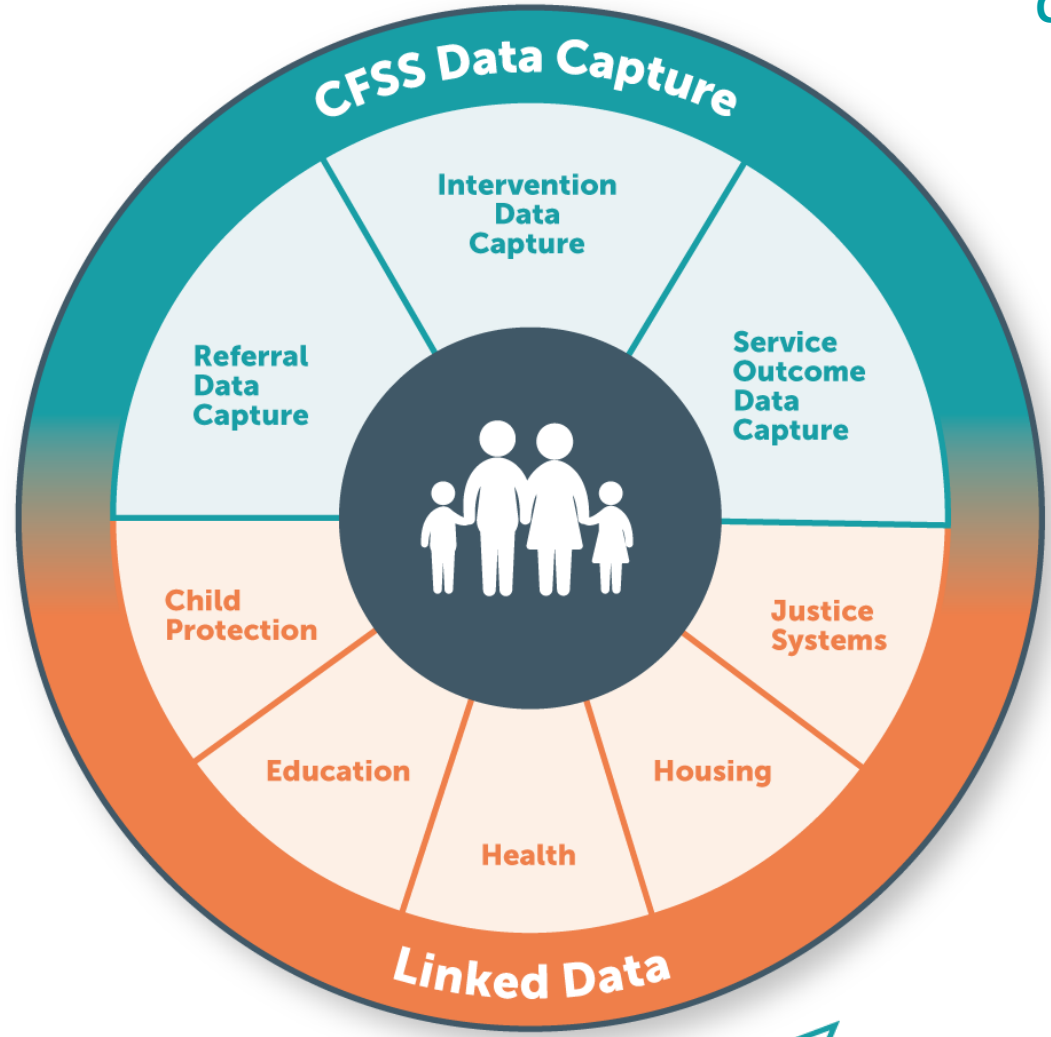 CFSS Data Capture
Intervention
Data
Capture
Referral
Data
Capture
Service
Outcome
Data
Capture
Child
Protection
Justice
Systems
Education
Housing
Health
Linked Data